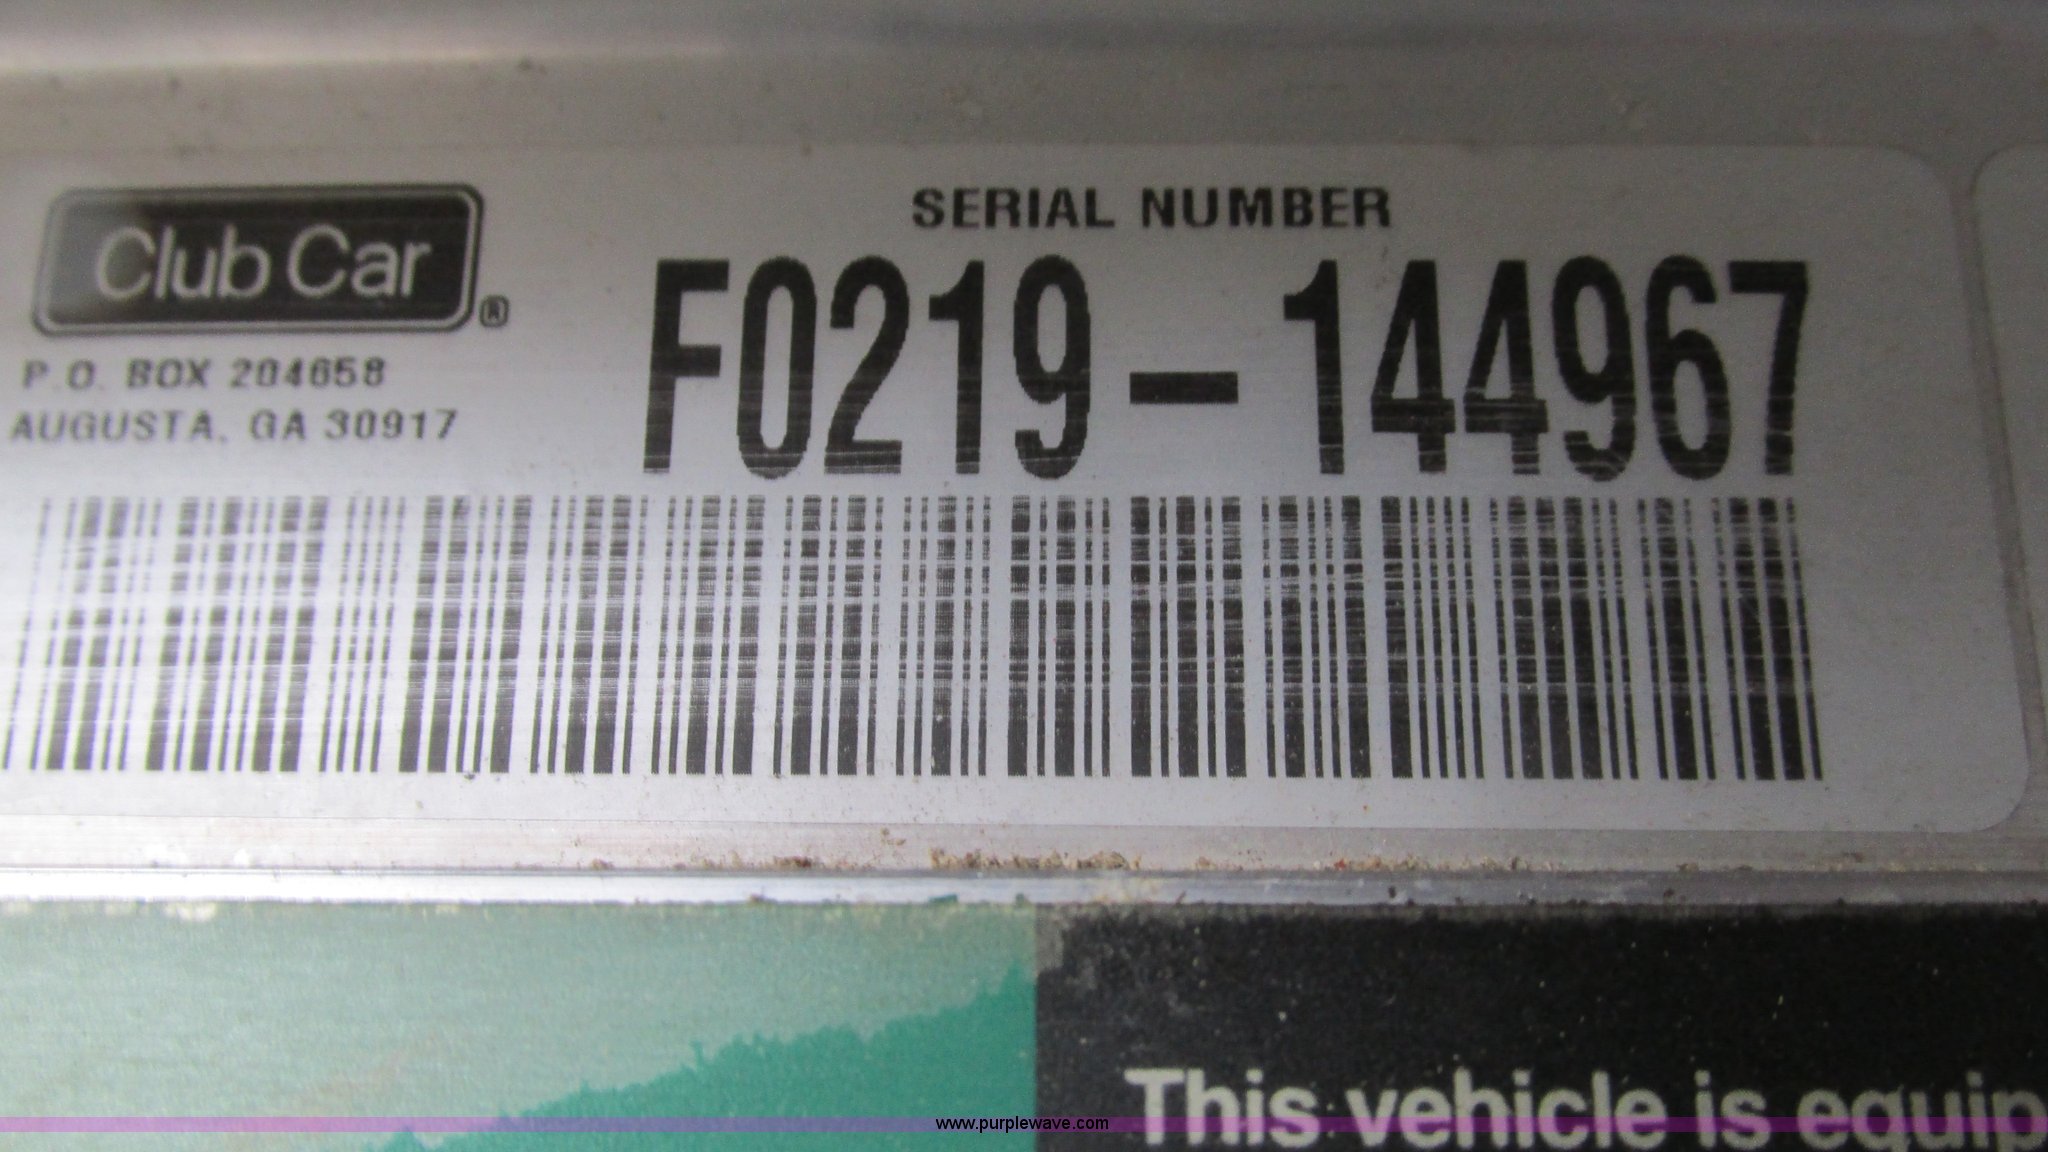 Club Car
P.O. BOX 204658
AUGUSTA, GA 30917
SERIAL NUMBER
F0219-144967
This vehicle is equip
www.purplewave.com